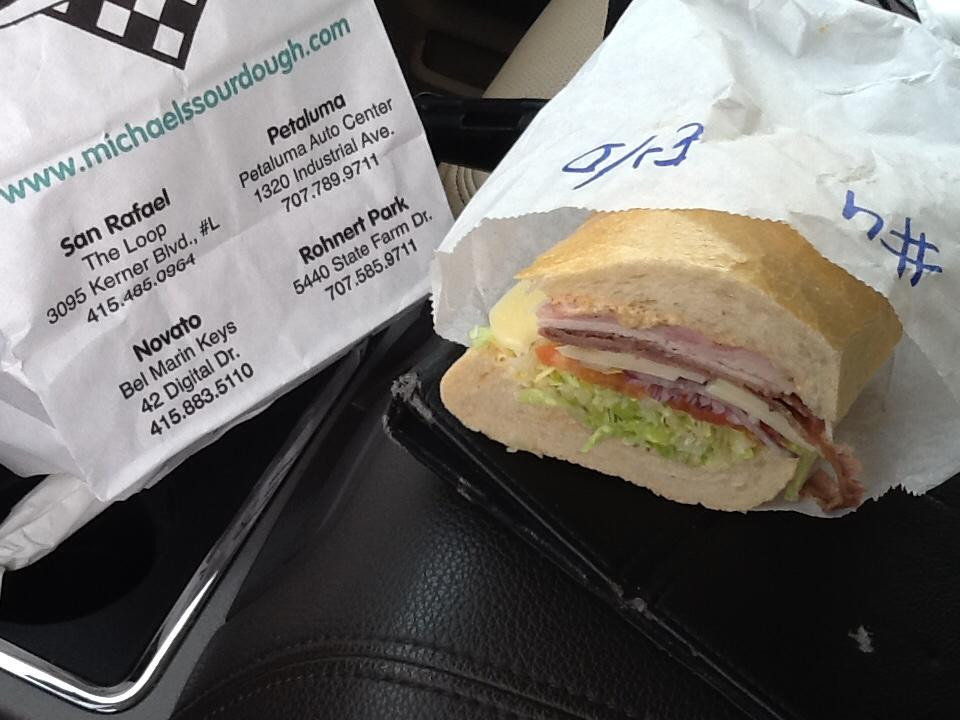 www.michaelssourdough.com
San Rafael
The Loop
3095 Kerner Blvd., #L
415.485.0964
Petaluma
Petaluma Auto Center
1320 Industrial Ave.
707.789.9711
Novato
Bel Marin Keys
42 Digital Dr.
415.883.5110
Rohnert Park
5440 State Farm Dr.
707.585.9711
#4